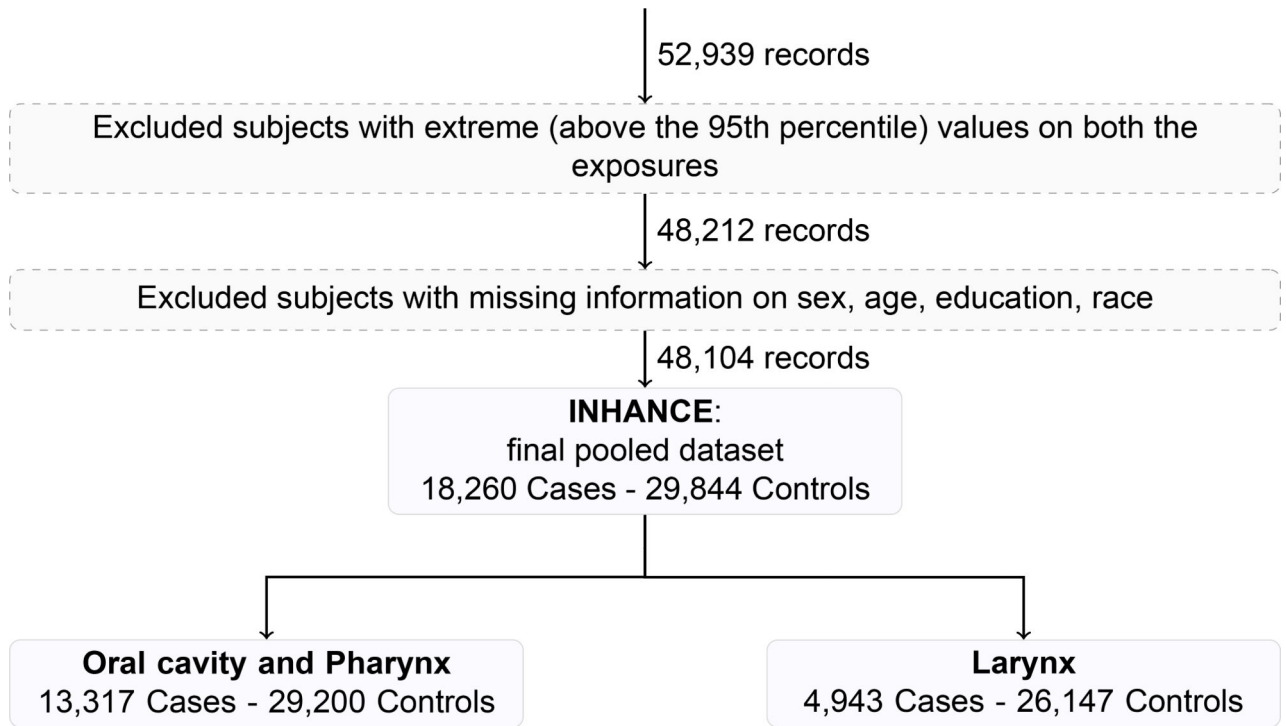 52,939 records
Excluded subjects with extreme (above the 95th percentile) values on both the
exposures
48,212 records
Excluded subjects with missing information on sex, age, education, race
48,104 records
INHANCE:
final pooled dataset
18,260 Cases - 29,844 Controls
Oral cavity and Pharynx
13,317 Cases - 29,200 Controls
Larynx
4,943 Cases - 26,147 Controls